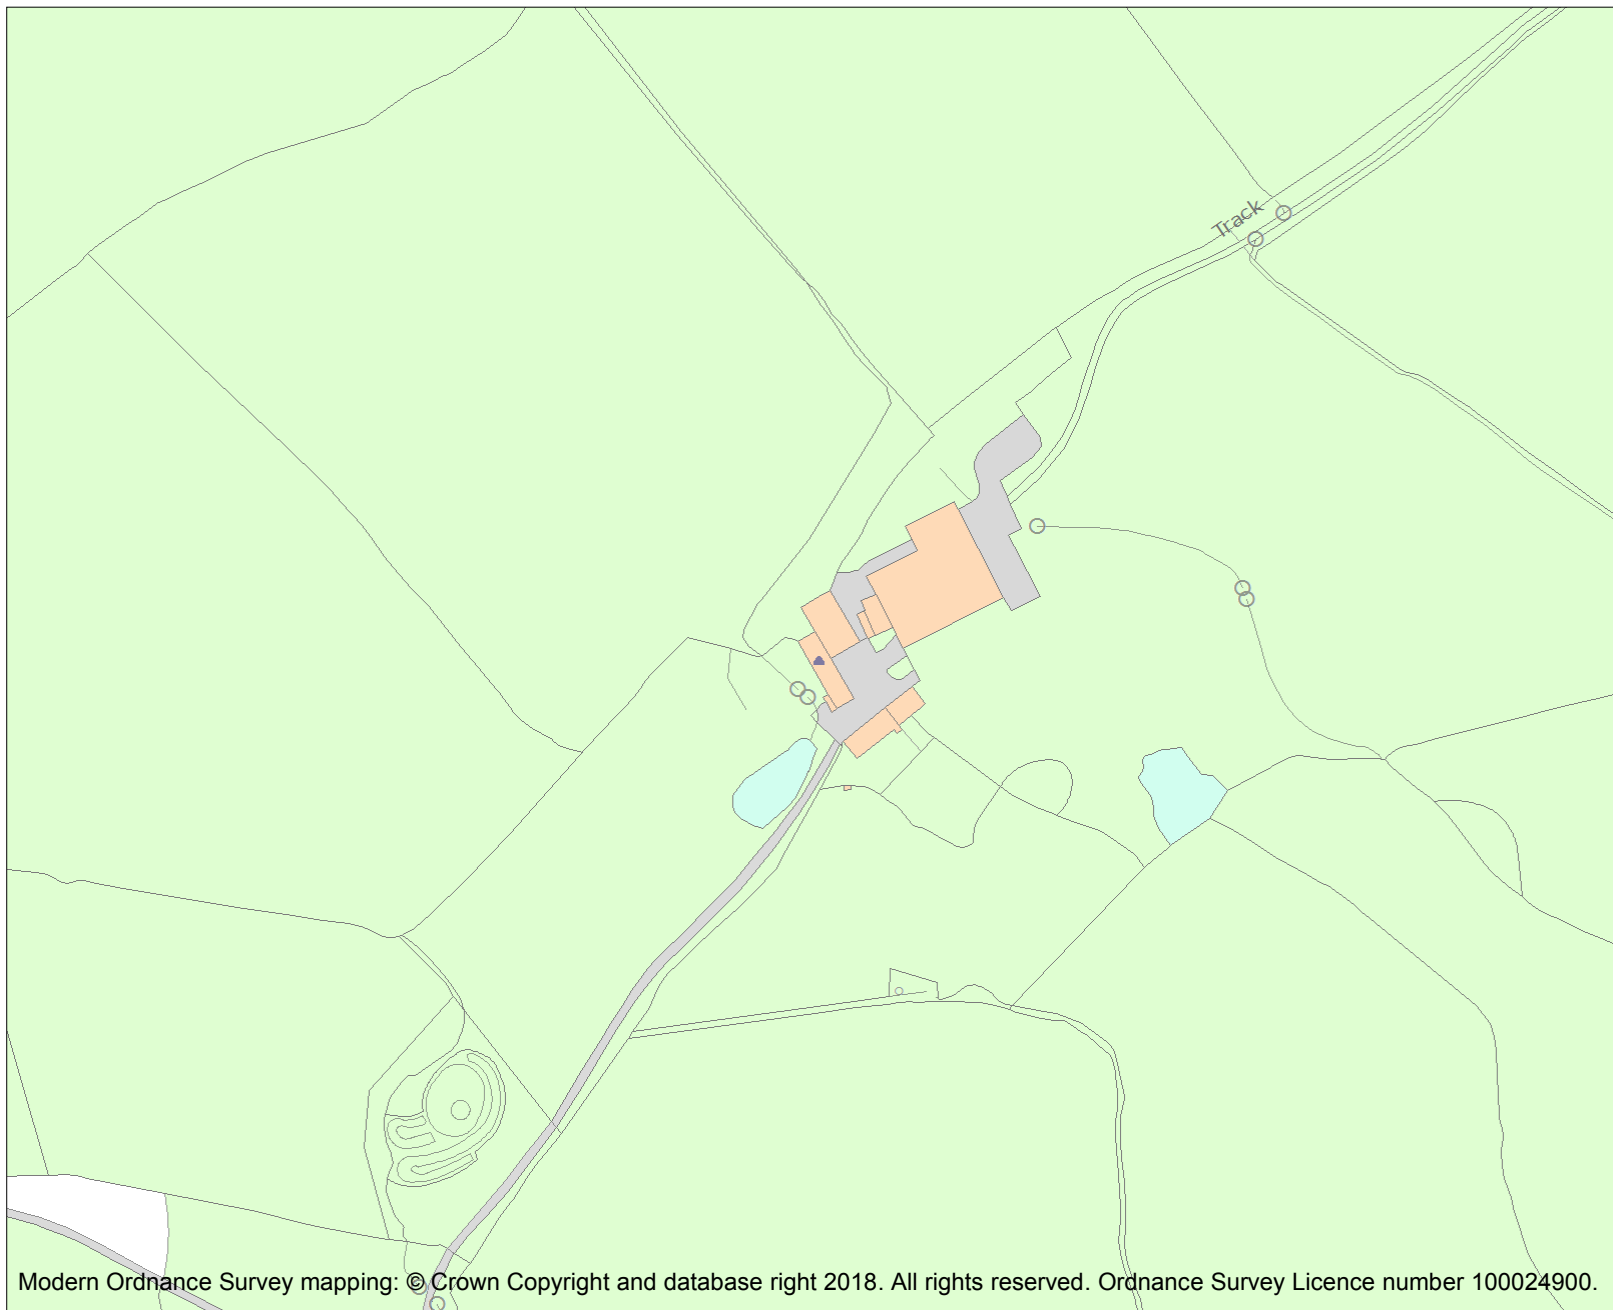 Track
Modern Ordnance Survey mapping: © Crown Copyright and database right 2018. All rights reserved. Ordnance Survey Licence number 100024900.